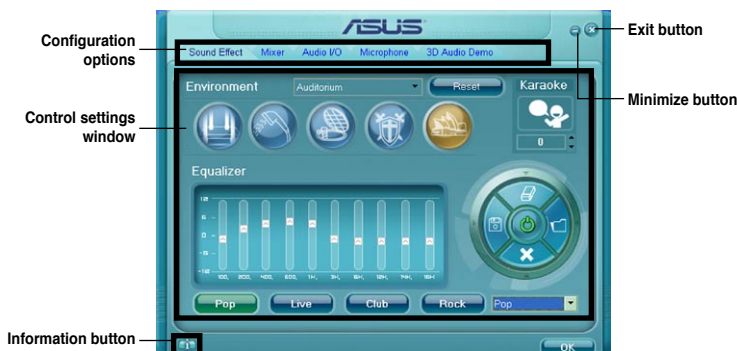 ASUS
Configuration options
Exit button
Sound Effect Mixer Audio I/O Microphone 3D Audio Demo
Environment Auditorium Reset Karaoke
Minimize button
Control settings window
0
Equalizer
Pop Live Club Rock Pop
Information button
OK